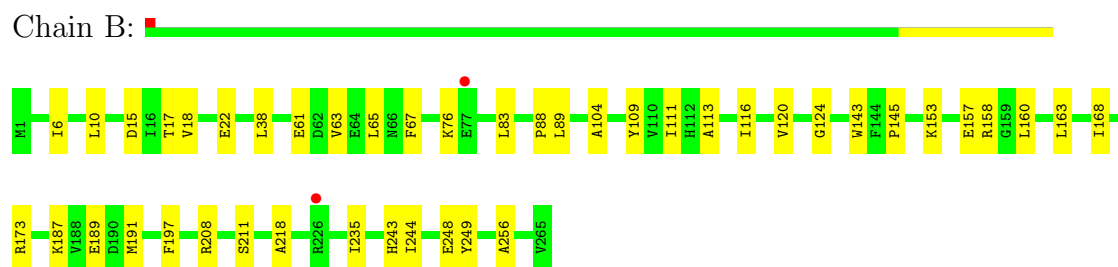 Chain B:
M1 I6 L10 D15 I16 T17 V18 E22 L38 E61 D62 V63 E64 L65 N66 F67 K76 E77 L83 P88 L89 A104 Y109 V110 I111 H112 A113 I116 V120 G124 W143 F144 P145 K153 E157 R158 G159 L160 L163 I168
R173 K187 V188 E189 D190 M191 F197 R208 S211 A218 R226 I235 H243 I244 E248 Y249 A256 V265